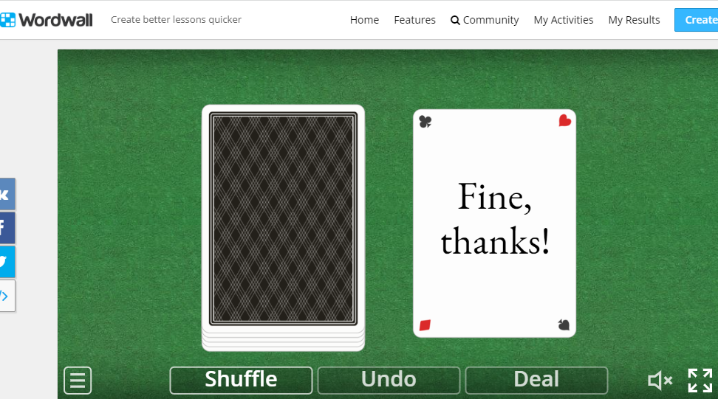 Wordwall
Create better lessons quicker
Home
Features
Community
My Activities
My Results
Create
Fine,
thanks!
Shuffle
Undo
Deal